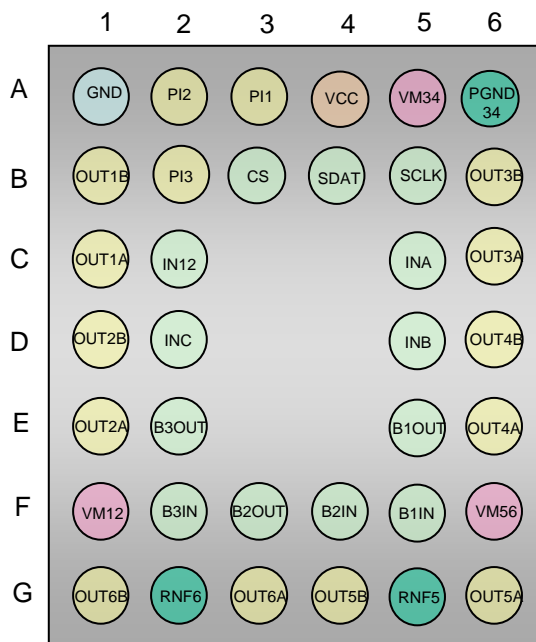 1 2 3 4 5 6
A GND PI2 PI1 VCC VM34 PGND
34
B OUT1B PI3 CS SDAT SCLK OUT3B
C OUT1A IN12 INA OUT3A
D OUT2B INC INB OUT4B
E OUT2A B3OUT B1OUT OUT4A
F VM12 B3IN B2OUT B2IN B1IN VM56
G OUT6B RNF6 OUT6A OUT5B RNF5 OUT5A